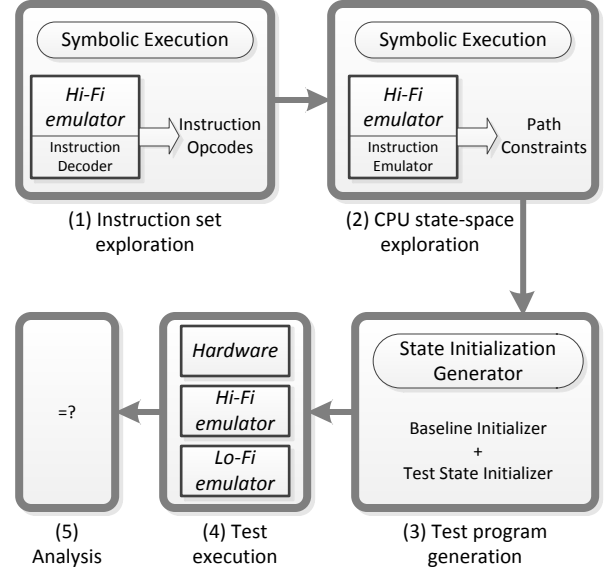 Symbolic Execution
Hi-Fi
emulator
Instruction
Decoder
Instruction
Opcodes
(1) Instruction set
exploration
Symbolic Execution
Hi-Fi
emulator
Instruction
Emulator
Path
Constraints
(2) CPU state-space
exploration
State Initialization
Generator
Baseline Initializer
+
Test State Initializer
(3) Test program
generation
Hardware
Hi-Fi
emulator
Lo-Fi
emulator
(4) Test
execution
=?
(5)
Analysis